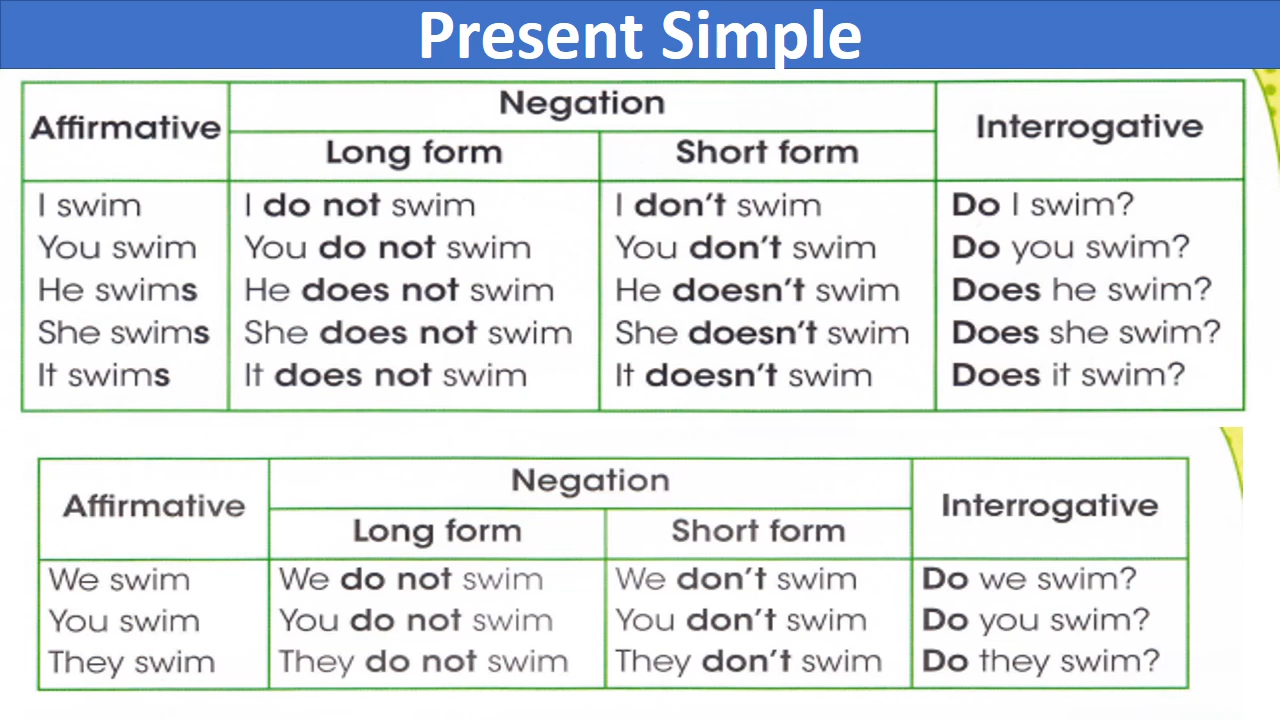 Present Simple
Affirmative Negation Interrogative
Long form Short form
I swim I do not swim I don't swim Do I swim?
You swim You do not swim You don't swim Do you swim?
He swims He does not swim He doesn't swim Does he swim?
She swims She does not swim She doesn't swim Does she swim?
It swims It does not swim It doesn't swim Does it swim?
Affirmative Negation Interrogative
Long form Short form
We swim We do not swim We don't swim Do we swim?
You swim You do not swim You don't swim Do you swim?
They swim They do not swim They don't swim Do they swim?